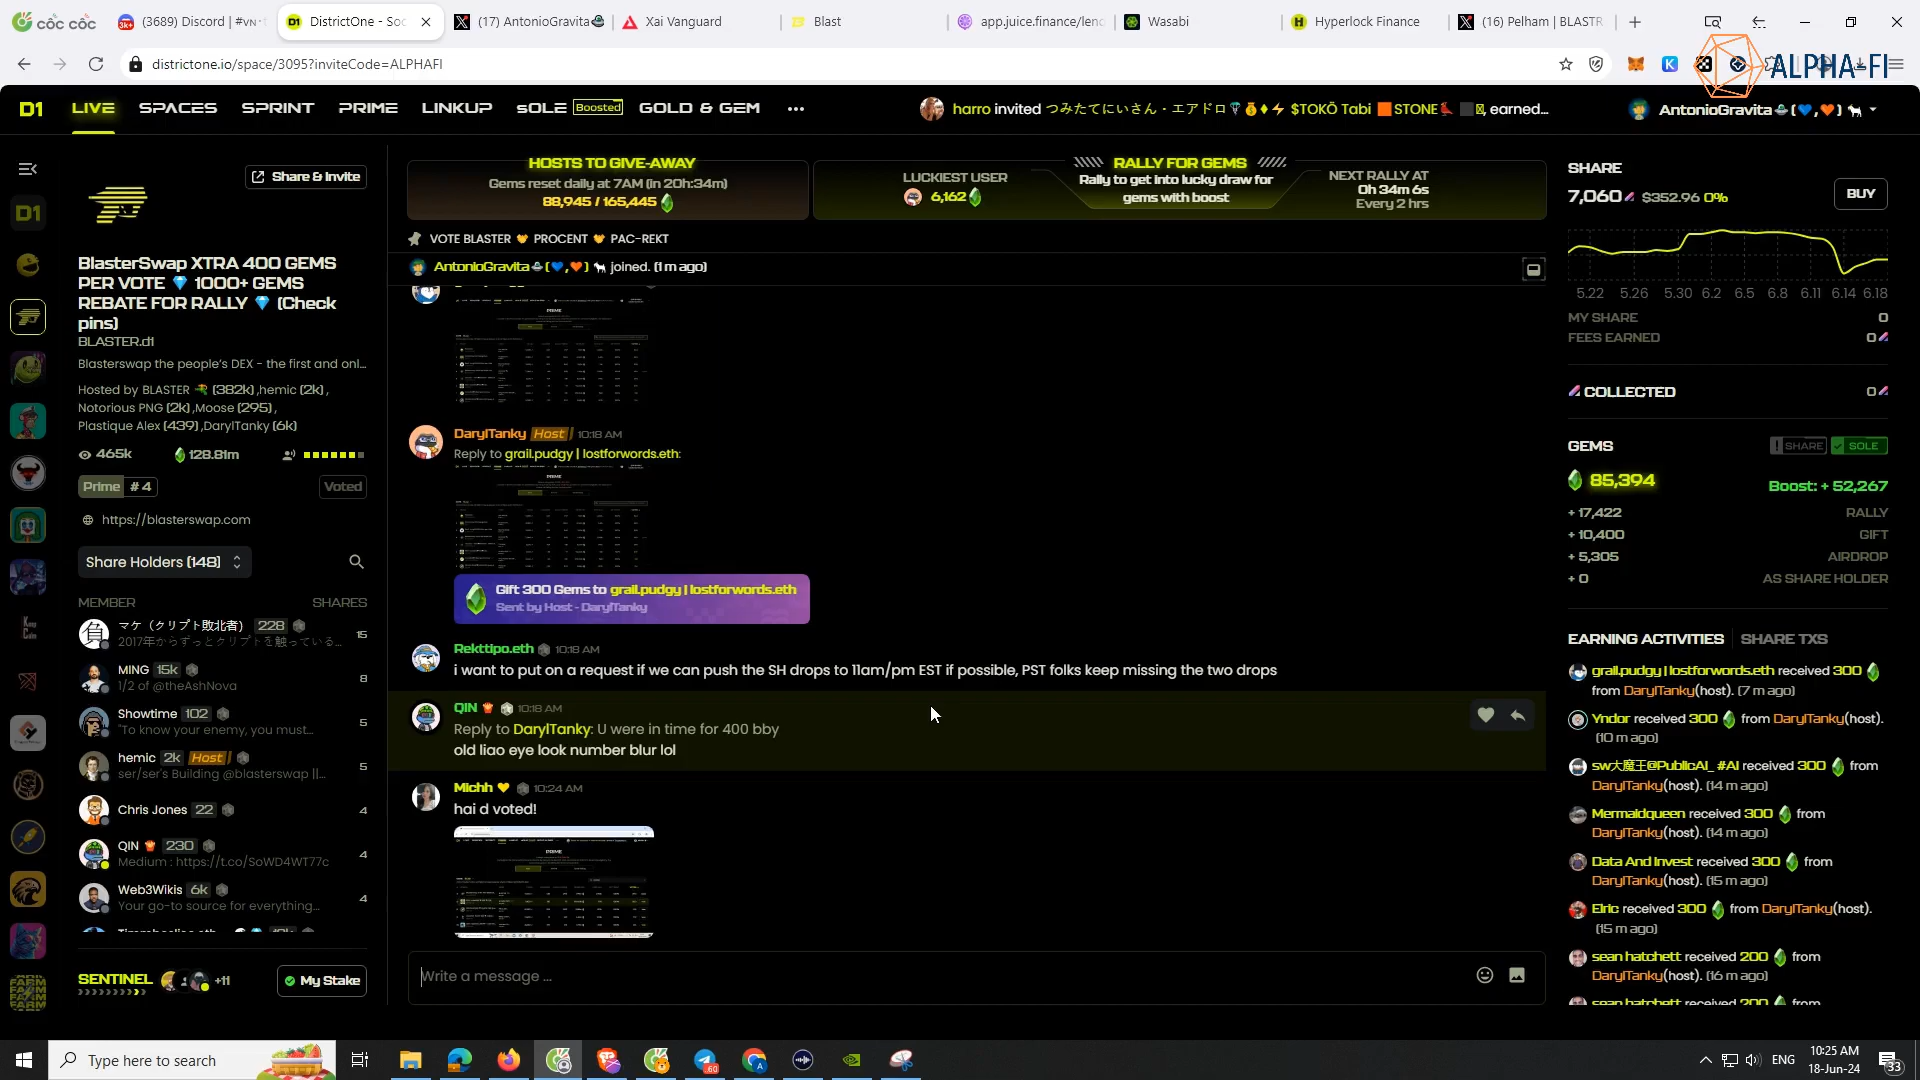 cốc cốc
(3689) Discord | #vn
DistrictOne - Soc
(17) AntonioGravita
Xai Vanguard
Blast
app.juice.finance/lend
Wasabi
Hyperlock Finance
(16) Pelham | BLASTR
districtone.io/space/3095?inviteCode=ALPHAFI
ALPHA-FI
D1
LIVE
SPACES
SPRINT
PRIME
LINKUP
SOLE
Boosted
GOLD & GEM
harro invited つみたてにいさん・エアドロ $TOKŌ Tabi STONE , earned...
AntonioGravita
Share & Invite
BlasterSwap XTRA 400 GEMS
PER VOTE 💎 1000+ GEMS
REBATE FOR RALLY 💎 (Check
pins)
BLASTER.d1
Blasterswap the people's DEX - the first and onl...
Hosted by BLASTER (382k) ,hemic (2k) ,
Notorious PNG (2k) ,Moose (295) ,
Plastique Alex (439) ,DarylTanky (6k)
465k
128.81m
Prime # 4
Voted
https://blasterswap.com
Share Holders (148)
MEMBER
SHARES
マケ（クリプト敗北者） 228
2017年からずっとクリプトを触っている...
15
MING 15k
1/2 of @theAshNova
8
Showtime 102
"To know your enemy, you must...
5
hemic 2k Host
ser/ser's Building @blasterswap ||...
5
Chris Jones 22
4
QIN 230
Medium : https://t.co/SoWD4WT77c
4
Web3Wikis 6k
Your go-to source for everything...
4
SENTINEL
+11
My Stake
HOSTS TO GIVE-AWAY
Gems reset daily at 7AM (in 20h:34m)
88,945 / 165,445
LUCKIEST USER
6,162
RALLY FOR GEMS
Rally to get into lucky draw for
gems with boost
NEXT RALLY AT
0h 34m 6s
Every 2 hrs
VOTE BLASTER 🧡 PROCENT 🧡 PAC-REKT
AntonioGravita joined. (1 m ago)
DarylTanky Host 10:18 AM
Reply to grail.pudgy | lostforwords.eth:
PRIME
Gift 300 Gems to grail.pudgy | lostforwords.eth
Sent by Host - DarylTanky
Rekttipo.eth 10:18 AM
i want to put on a request if we can push the SH drops to 11am/pm EST if possible, PST folks keep missing the two drops
QIN 10:18 AM
Reply to DarylTanky: U were in time for 400 bby
old liao eye look number blur lol
Michh 💛 10:24 AM
hai d voted!
Write a message ...
SHARE
7,060 $352.96 0%
BUY
5.22 5.26 5.30 6.2 6.5 6.8 6.11 6.14 6.18
MY SHARE 0
FEES EARNED 0
COLLECTED 0
GEMS
! SHARE
SOLE
85,394
Boost: + 52,267
+ 17,422 RALLY
+ 10,400 GIFT
+ 5,305 AIRDROP
+ 0 AS SHARE HOLDER
EARNING ACTIVITIES
SHARE TXS
grail.pudgy | lostforwords.eth received 300
from DarylTanky(host). (7 m ago)
Yndor received 300 from DarylTanky(host).
(10 m ago)
sw大魔王@PublicAI_ #AI received 300 from
DarylTanky(host). (14 m ago)
Mermaidqueen received 300 from
DarylTanky(host). (14 m ago)
Data And Invest received 300 from
DarylTanky(host). (15 m ago)
Elric received 300 from DarylTanky(host).
(15 m ago)
sean hatchett received 200 from
DarylTanky(host). (16 m ago)
sean hatchett received 200 from
Type here to search
ENG
10:25 AM
18-Jun-24
33